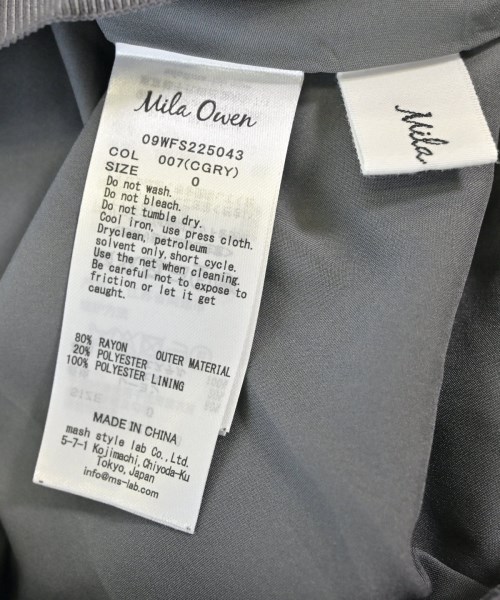 Mila Owen
09WFS225043
COL 007(CGRY)
SIZE 0
Do not wash.
Do not bleach.
Do not tumble dry.
Cool iron, use press cloth.
Dryclean, petroleum
solvent only, short cycle.
Use the net when cleaning.
Be careful not to expose to
friction or let it get
caught.
80% RAYON OUTER MATERIAL
20% POLYESTER
100% POLYESTER LINING
MADE IN CHINA
mash style lab Co., Ltd.
5-7-1 Kojimachi, Chiyoda-Ku
Tokyo, Japan
info@ms-lab.com
Mila